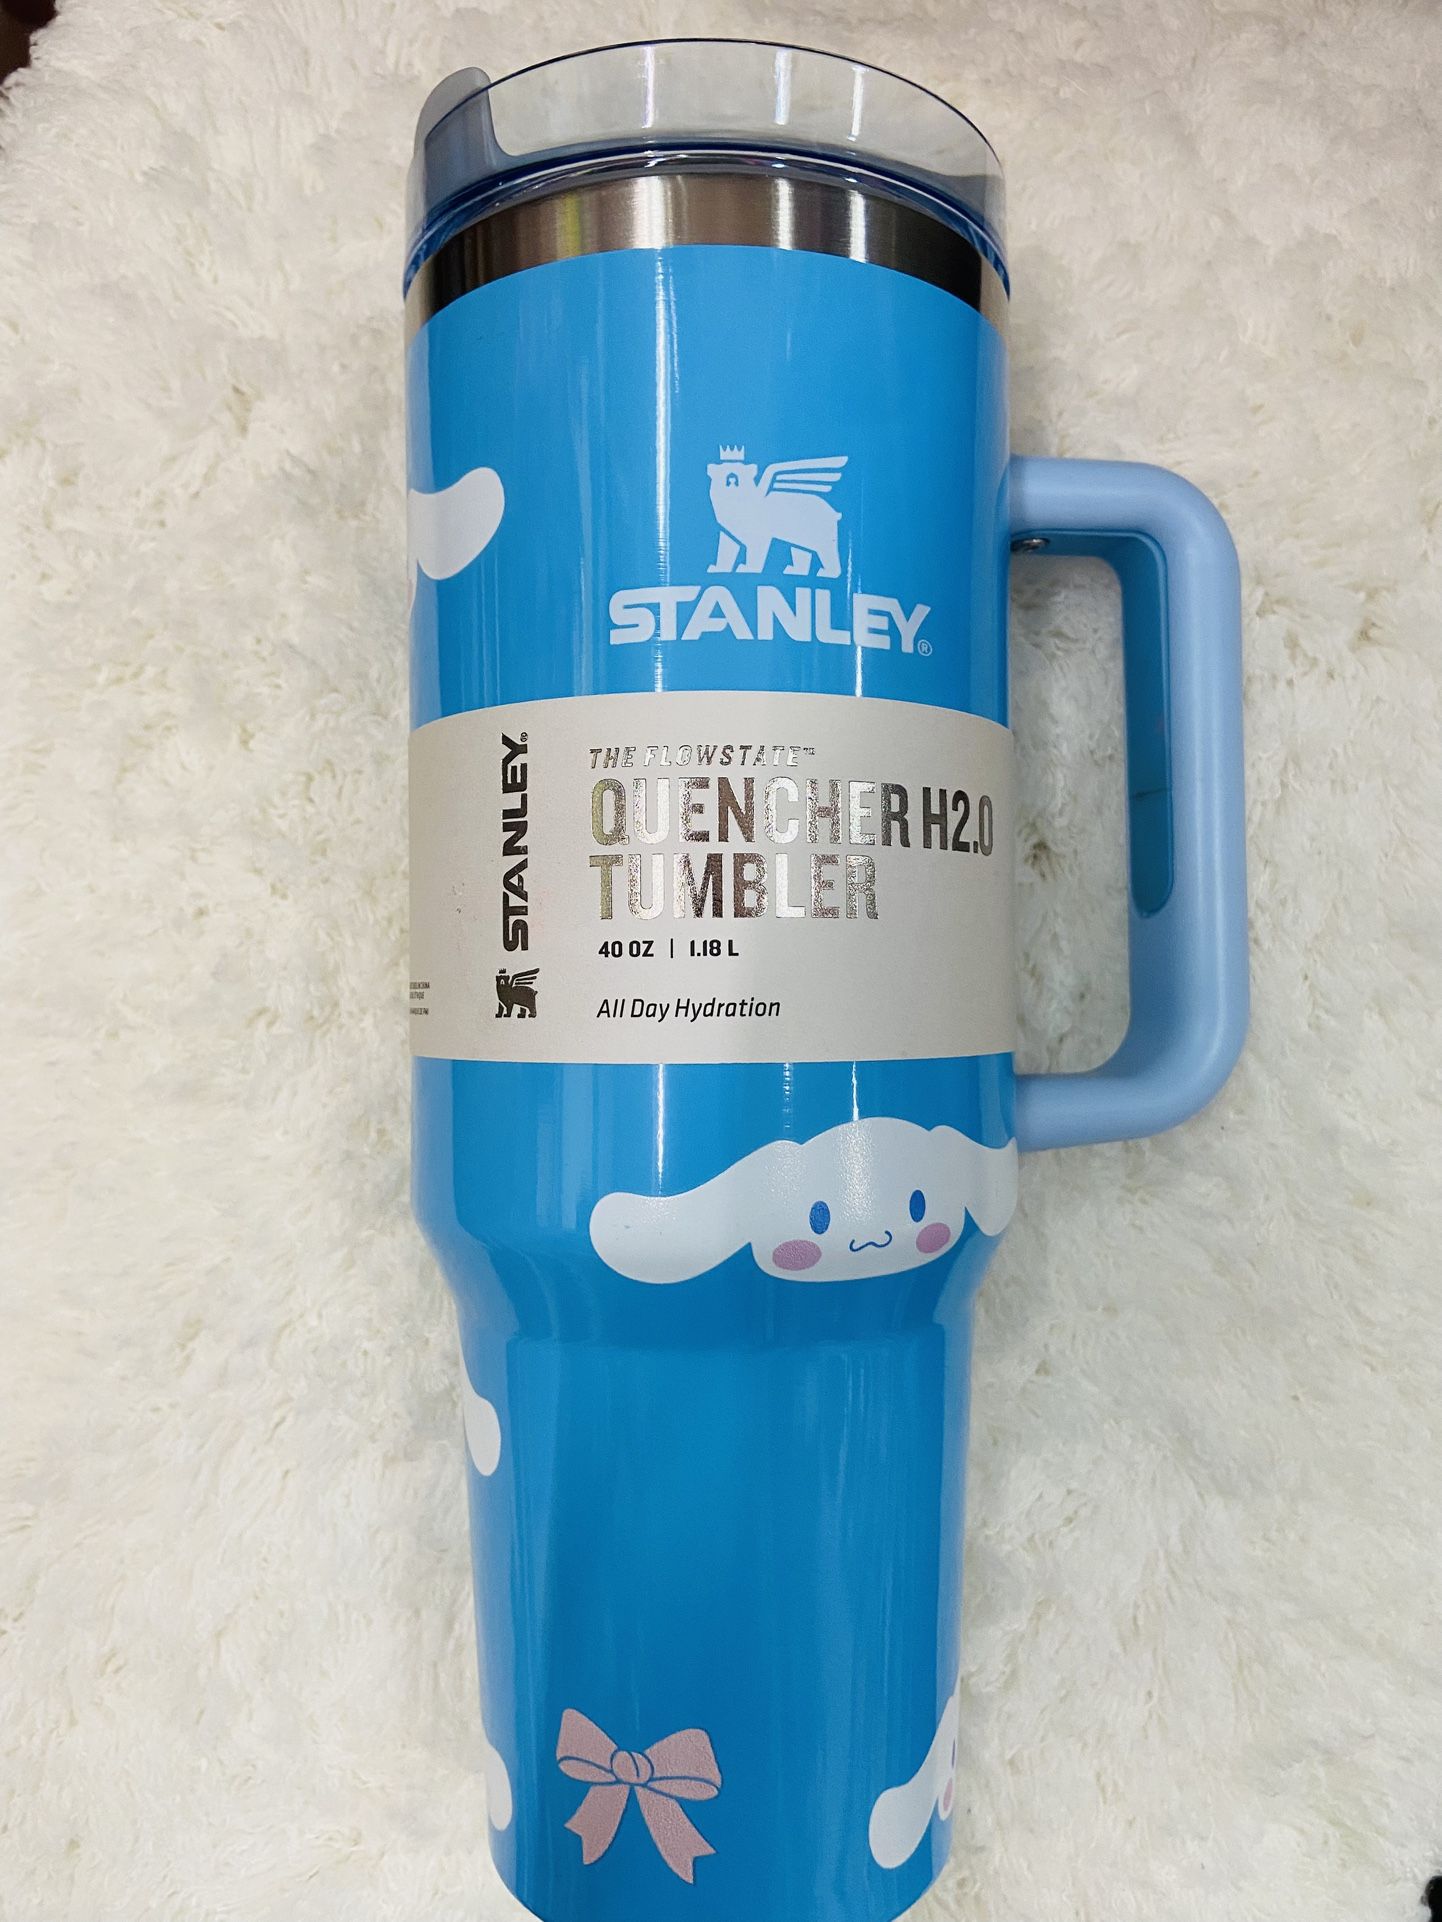 STANLEY®
STANLEY®
THE FLOWSTATE™
QUENCHER H2.0
TUMBLER
40 OZ | 1.18 L
All Day Hydration